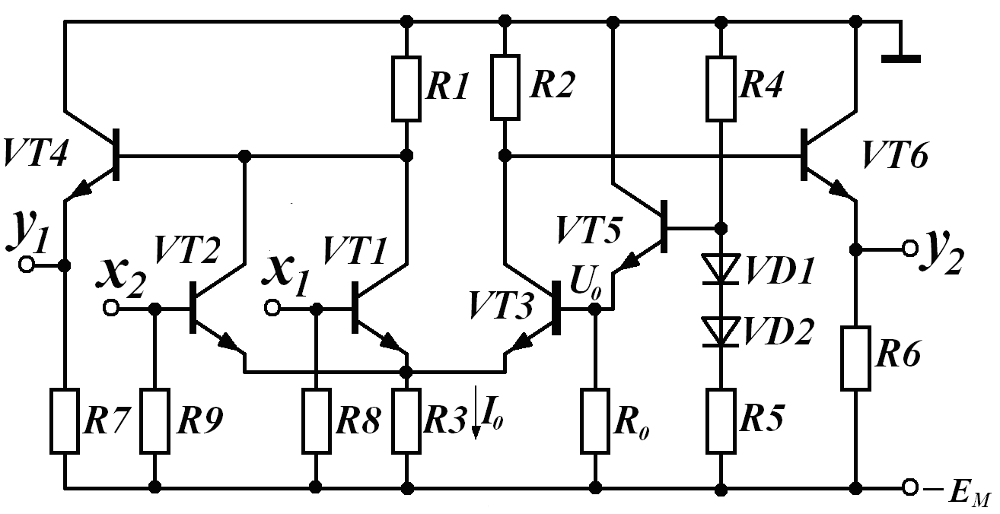 R1
R2
R4
VT4
VT6
y1
VT2
VT1
VT5
y2
x2
x1
U0
VT3
VD1
VD2
R6
R7
R9
R8
R3
I0
R0
R5
– EM